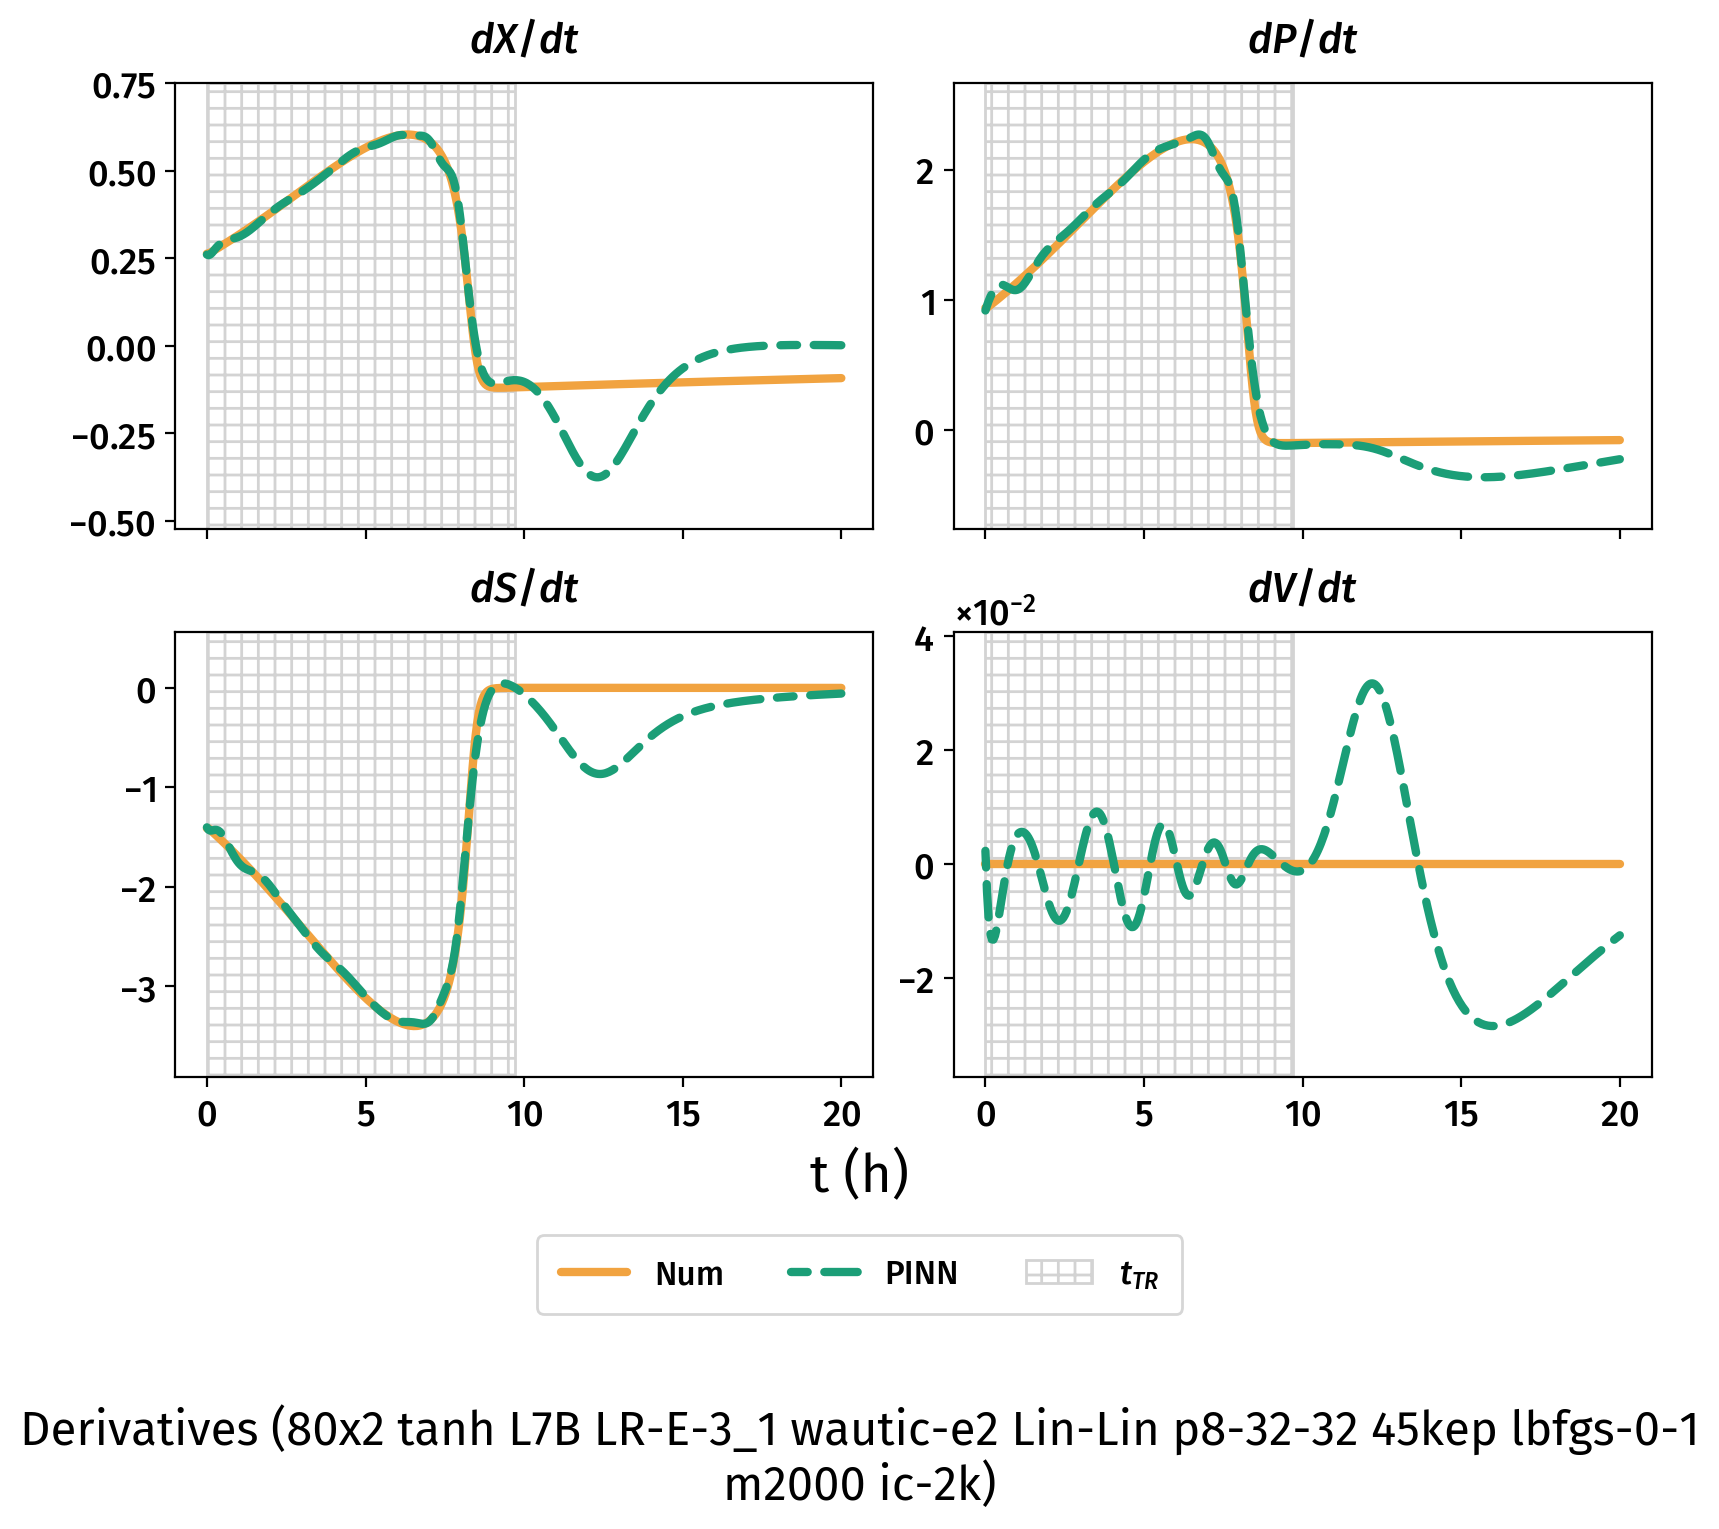 dX/dt
dP/dt
0.75
0.50
0.25
0.00
−0.25
−0.50
2
1
0
dS/dt
dV/dt
×10⁻²
0
−1
−2
−3
4
2
0
−2
0 5 10 15 20
0 5 10 15 20
t (h)
Num PINN t_TR
Derivatives (80x2 tanh L7B LR-E-3_1 wautic-e2 Lin-Lin p8-32-32 45kep lbfgs-0-1
m2000 ic-2k)